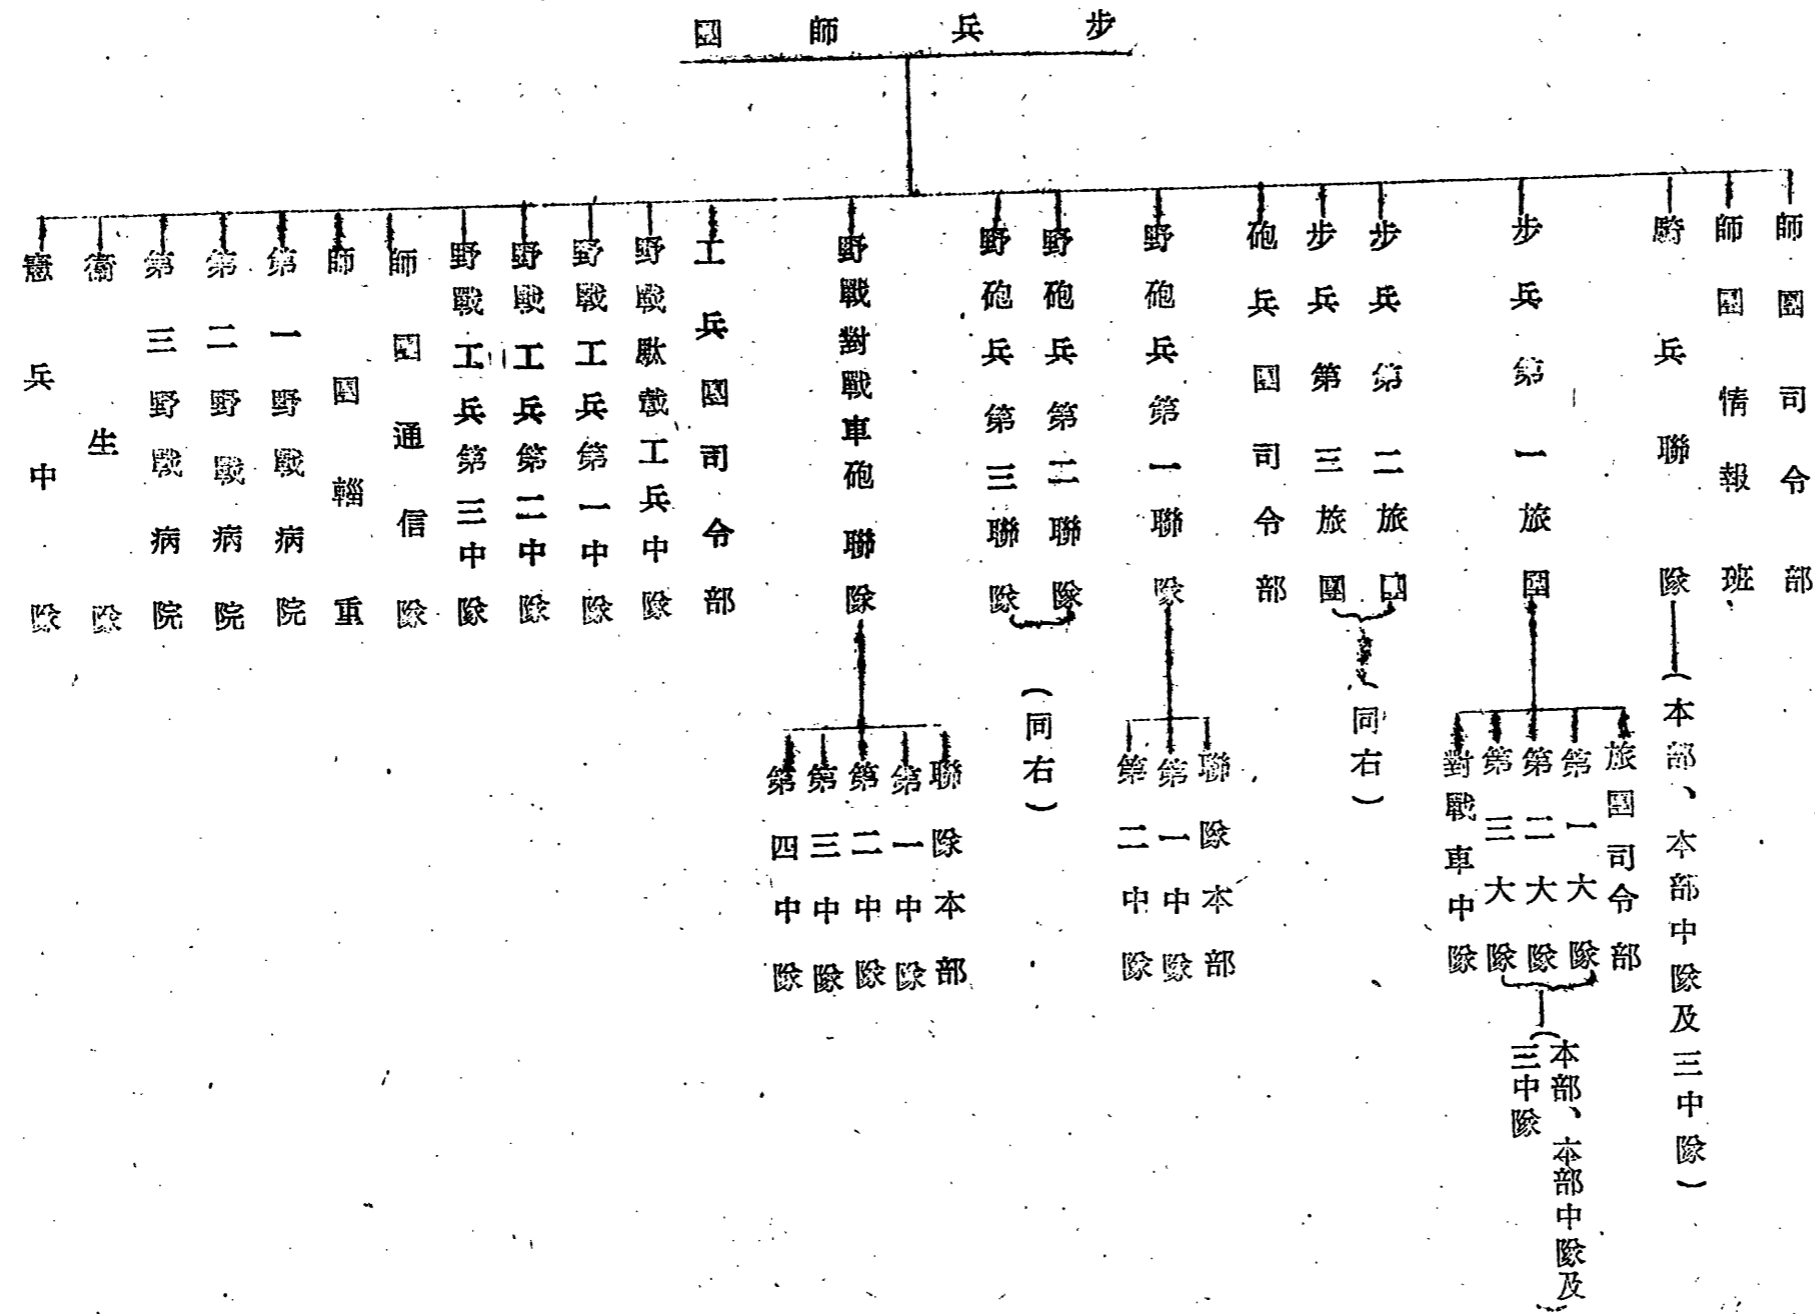 步兵師團
師團司令部
師團情報班
騎兵聯隊
(本部、本部中隊及三中隊)
步兵第一旅團
旅團司令部
第一大隊
第二大隊
第三大隊
(本部、本部中隊及
三中隊
對戰車中隊
步兵第二旅團
步兵第三旅團
(同右)
砲兵團司令部
野砲兵第一聯隊
聯隊本部
第一中隊
第二中隊
野砲兵第二聯隊
野砲兵第三聯隊
(同右)
野戰對戰車砲聯隊
聯隊本部
第一中隊
第二中隊
第三中隊
第四中隊
工兵團司令部
野戰駄載工兵中隊
野戰工兵第一中隊
野戰工兵第二中隊
野戰工兵第三中隊
師團通信隊
師團輜重
第一野戰病院
第二野戰病院
第三野戰病院
衞生隊
憲兵中隊